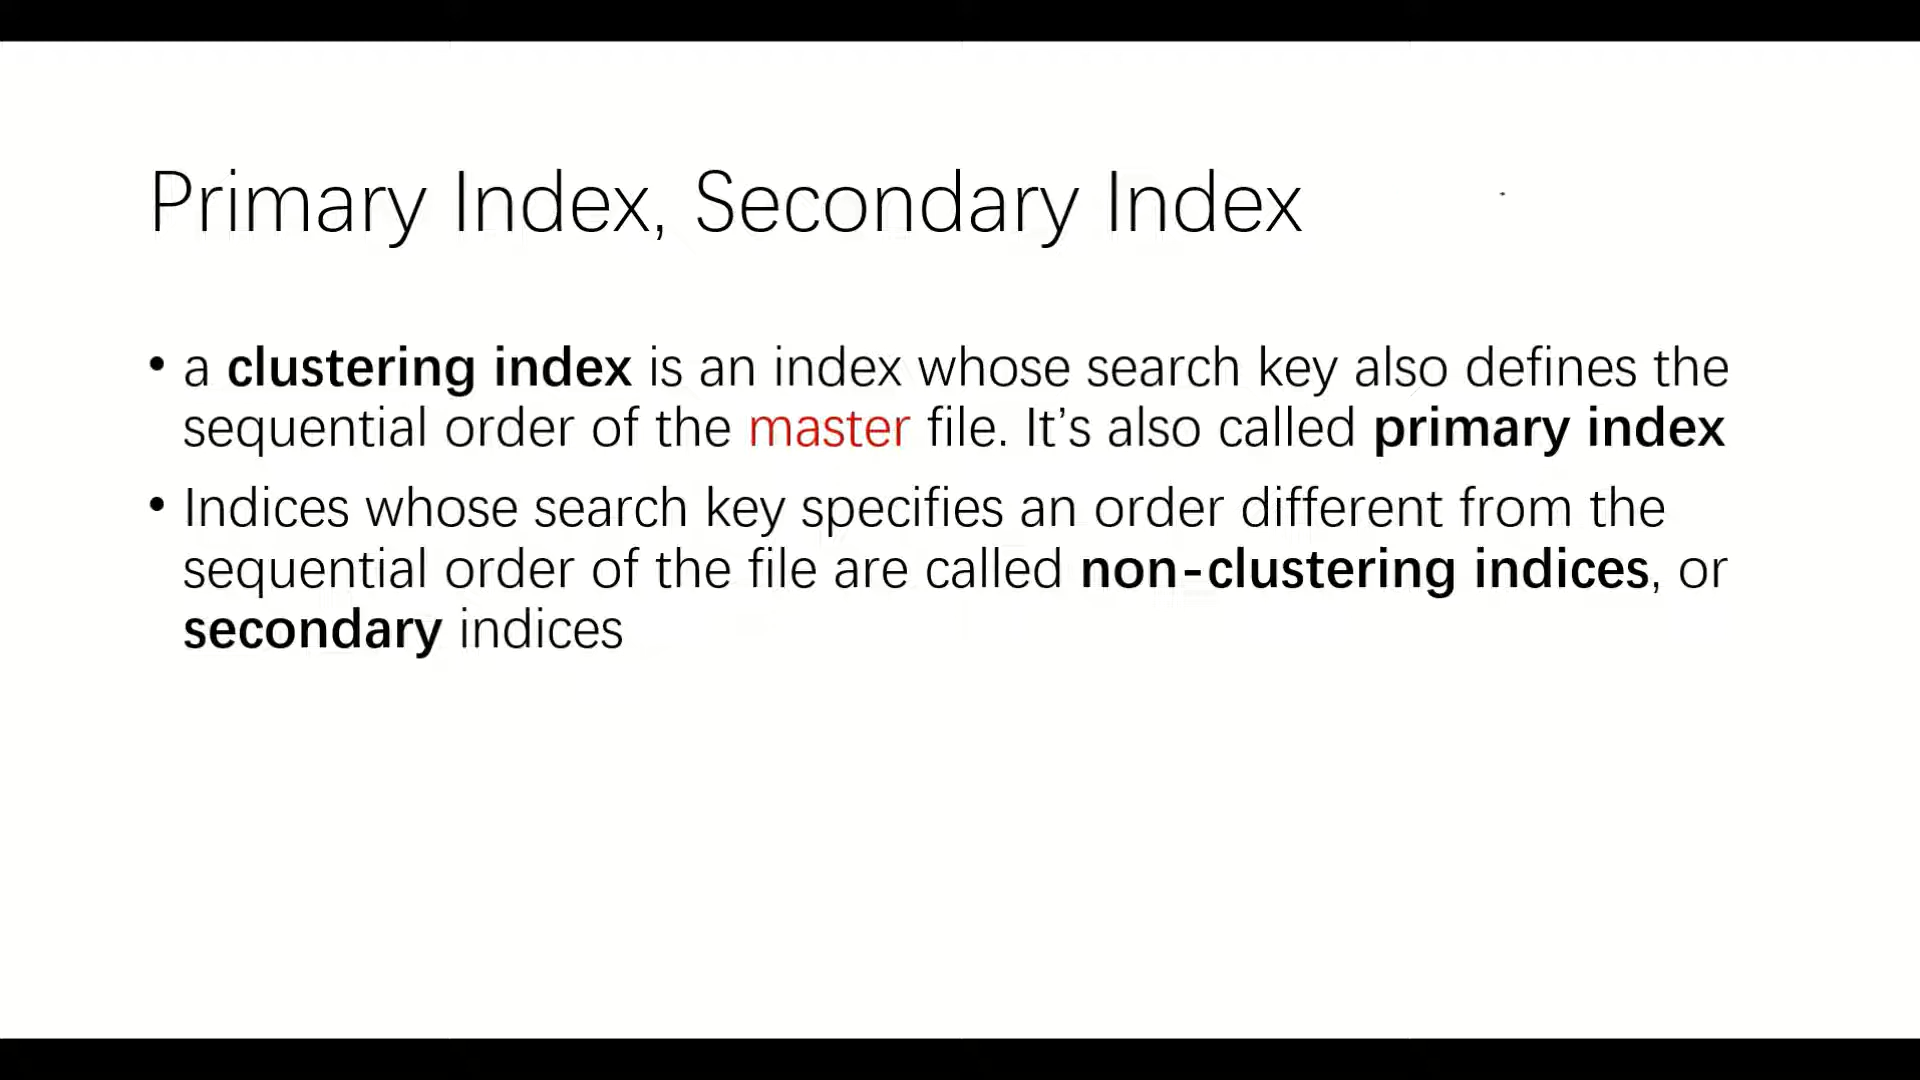 Primary Index, Secondary Index
• a clustering index is an index whose search key also defines the
sequential order of the master file. It’s also called primary index
• Indices whose search key specifies an order different from the
sequential order of the file are called non-clustering indices, or
secondary indices